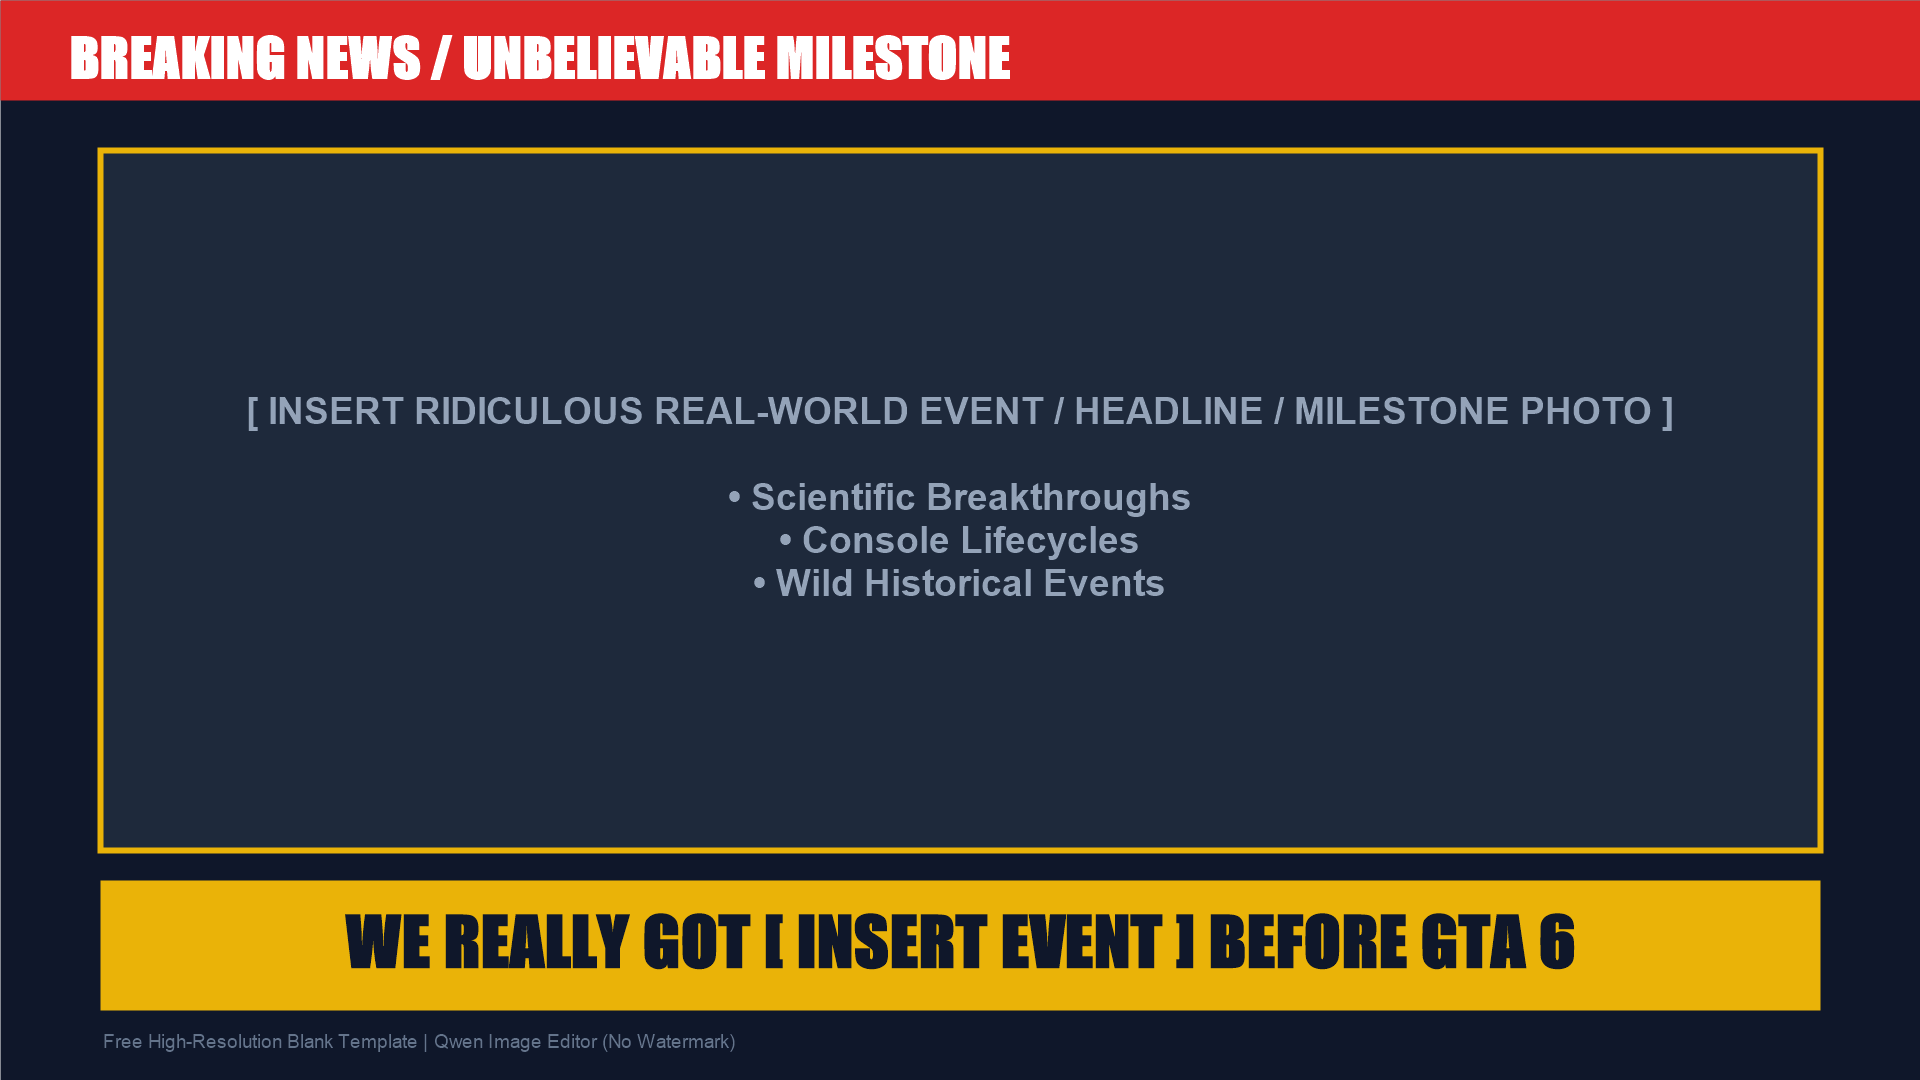 BREAKING NEWS / UNBELIEVABLE MILESTONE
[ INSERT RIDICULOUS REAL-WORLD EVENT / HEADLINE / MILESTONE PHOTO ]
• Scientific Breakthroughs
• Console Lifecycles
• Wild Historical Events
WE REALLY GOT [ INSERT EVENT ] BEFORE GTA 6
Free High-Resolution Blank Template | Qwen Image Editor (No Watermark)